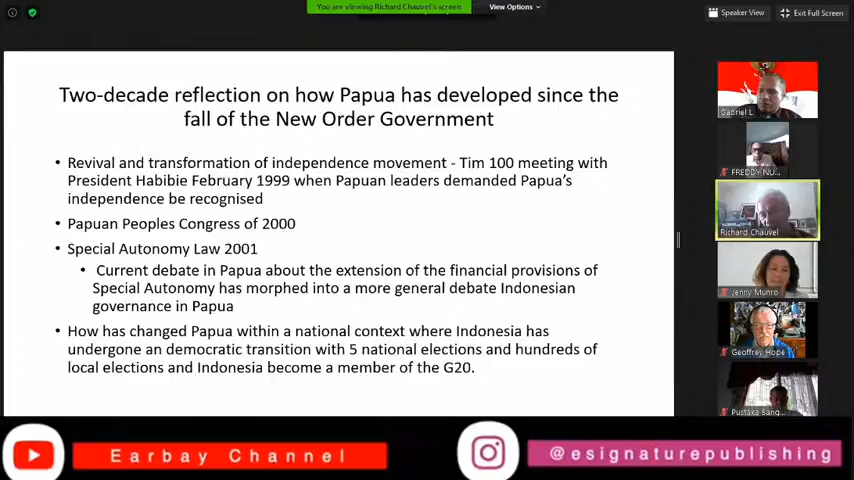 You are viewing Richard Chauvel's screen
View Options
Speaker View
Exit Full Screen
Two-decade reflection on how Papua has developed since the
fall of the New Order Government
• Revival and transformation of independence movement - Tim 100 meeting with
President Habibie February 1999 when Papuan leaders demanded Papua's
independence be recognised
• Papuan Peoples Congress of 2000
• Special Autonomy Law 2001
• Current debate in Papua about the extension of the financial provisions of
Special Autonomy has morphed into a more general debate Indonesian
governance in Papua
• How has changed Papua within a national context where Indonesia has
undergone an democratic transition with 5 national elections and hundreds of
local elections and Indonesia become a member of the G20.
Gabriel L
FREDDY NU...
Richard Chauvel
Jenny Munro
Geoffrey Hope
Pustaka Bang...
Earbay Channel
@esignaturepublishing